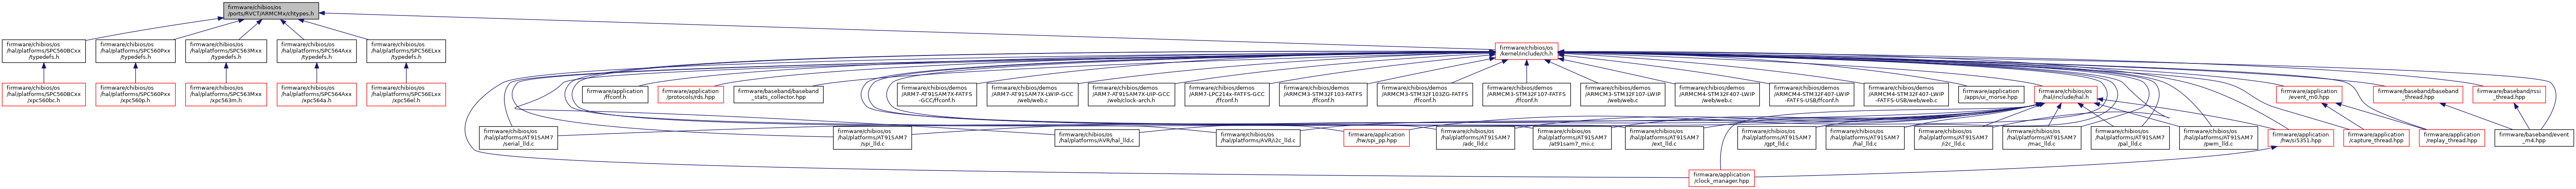 firmware/chibios/os
/ports/RVCT/ARMCMx/chtypes.h
firmware/chibios/os
/hal/platforms/SPC560BCxx
/typedefs.h
firmware/chibios/os
/hal/platforms/SPC560Pxx
/typedefs.h
firmware/chibios/os
/hal/platforms/SPC563Mxx
/typedefs.h
firmware/chibios/os
/hal/platforms/SPC564Axx
/typedefs.h
firmware/chibios/os
/hal/platforms/SPC56ELxx
/typedefs.h
firmware/chibios/os
/kernel/include/ch.h
firmware/chibios/os
/hal/platforms/SPC560BCxx
/xpc560bc.h
firmware/chibios/os
/hal/platforms/SPC560Pxx
/xpc560p.h
firmware/chibios/os
/hal/platforms/SPC563Mxx
/xpc563m.h
firmware/chibios/os
/hal/platforms/SPC564Axx
/xpc564a.h
firmware/chibios/os
/hal/platforms/SPC56ELxx
/xpc56el.h
firmware/application
/ffconf.h
firmware/application
/protocols/rds.hpp
firmware/baseband/baseband
_stats_collector.hpp
firmware/chibios/demos
/ARM7-AT91SAM7X-FATFS
-GCC/ffconf.h
firmware/chibios/demos
/ARM7-AT91SAM7X-LWIP-GCC
/web/web.c
firmware/chibios/demos
/ARM7-AT91SAM7X-UIP-GCC
/web/clock-arch.h
firmware/chibios/demos
/ARM7-LPC214x-FATFS-GCC
/ffconf.h
firmware/chibios/demos
/ARMCM3-STM32F103-FATFS
/ffconf.h
firmware/chibios/demos
/ARMCM3-STM32F103ZG-FATFS
/ffconf.h
firmware/chibios/demos
/ARMCM3-STM32F107-FATFS
/ffconf.h
firmware/chibios/demos
/ARMCM3-STM32F107-LWIP
/web/web.c
firmware/chibios/demos
/ARMCM4-STM32F407-LWIP
/web/web.c
firmware/chibios/demos
/ARMCM4-STM32F407-LWIP
-FATFS-USB/ffconf.h
firmware/chibios/demos
/ARMCM4-STM32F407-LWIP
-FATFS-USB/web/web.c
firmware/application
/apps/ui_morse.hpp
firmware/chibios/os
/hal/include/hal.h
firmware/application
/event_m0.hpp
firmware/baseband/baseband
_thread.hpp
firmware/baseband/rssi
_thread.hpp
firmware/chibios/os
/hal/platforms/AT91SAM7
/serial_lld.c
firmware/chibios/os
/hal/platforms/AT91SAM7
/spi_lld.c
firmware/chibios/os
/hal/platforms/AVR/hal_lld.c
firmware/chibios/os
/hal/platforms/AVR/i2c_lld.c
firmware/application
/hw/spi_pp.hpp
firmware/chibios/os
/hal/platforms/AT91SAM7
/adc_lld.c
firmware/chibios/os
/hal/platforms/AT91SAM7
/at91sam7_mii.c
firmware/chibios/os
/hal/platforms/AT91SAM7
/ext_lld.c
firmware/chibios/os
/hal/platforms/AT91SAM7
/gpt_lld.c
firmware/chibios/os
/hal/platforms/AT91SAM7
/hal_lld.c
firmware/chibios/os
/hal/platforms/AT91SAM7
/i2c_lld.c
firmware/chibios/os
/hal/platforms/AT91SAM7
/mac_lld.c
firmware/chibios/os
/hal/platforms/AT91SAM7
/pal_lld.c
firmware/chibios/os
/hal/platforms/AT91SAM7
/pwm_lld.c
firmware/application
/hw/si5351.hpp
firmware/application
/capture_thread.hpp
firmware/application
/replay_thread.hpp
firmware/baseband/event
_m4.hpp
firmware/application
/clock_manager.hpp